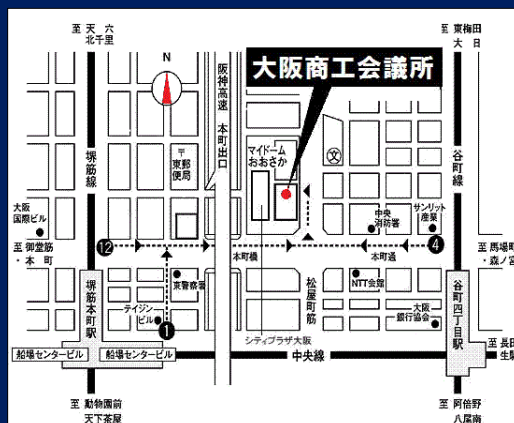 至 天 六
北千里
至 東梅田
大 日
N
阪神高速 本町出口
大阪商工会議所
堺筋線
谷町線
〒
東郵便局
マイドーム
おおさか
文
大阪
国際ビル
中央
消防署
サンリット
産業
至 御堂筋
・本 町
12
本町橋
本町通
4
至 馬場町
・森ノ宮
堺筋本町駅
東警察署
テイジン
ビル
1
松屋町筋
NTT会館
大阪
銀行協会
谷町四丁目駅
シティプラザ大阪
船場センタービル
船場センタービル
中央線
至 長田
生駒
至 動物園前
天下茶屋
至 阿倍野
八尾南